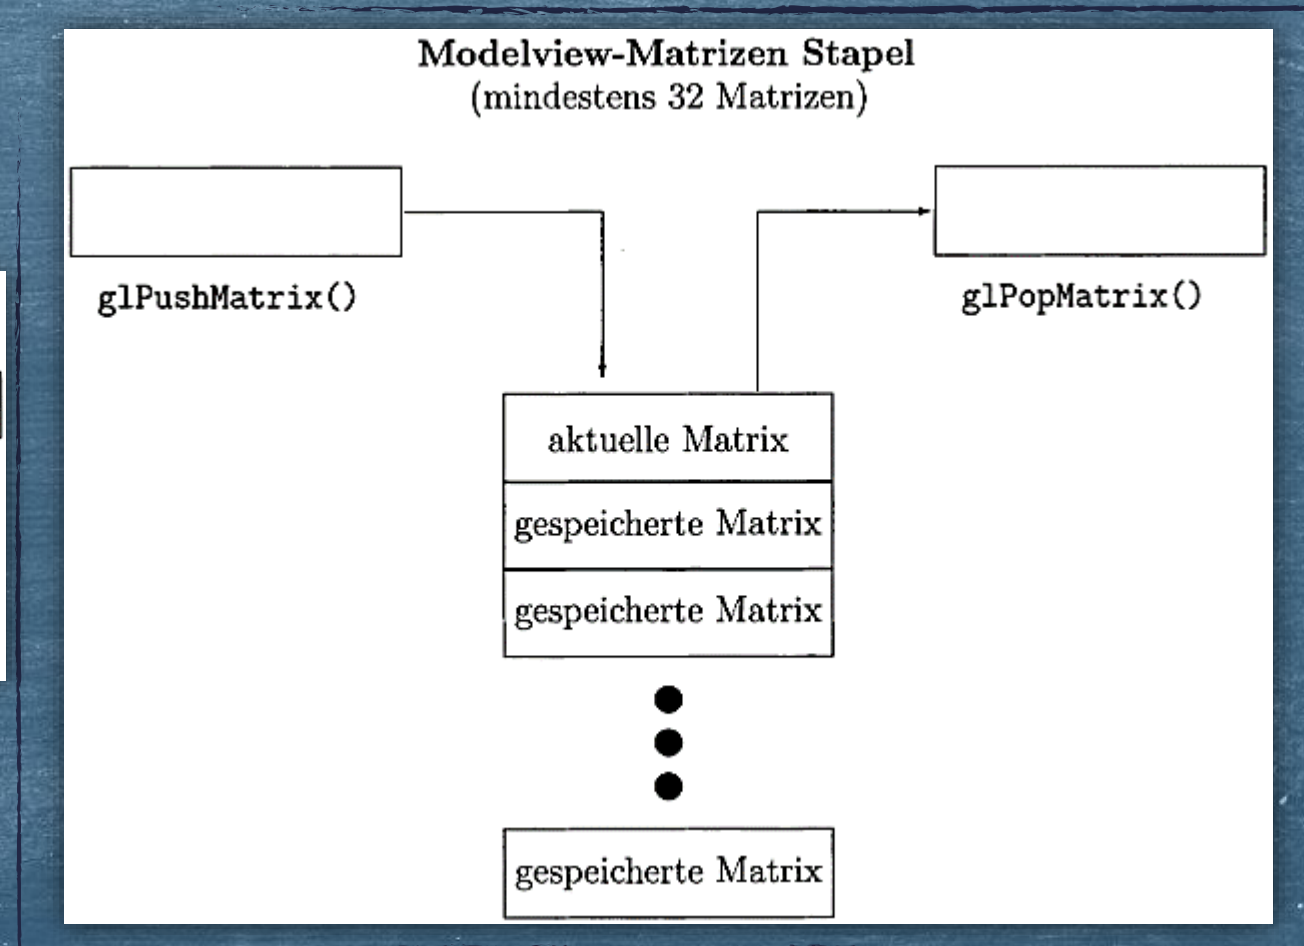 Modelview-Matrizen Stapel
(mindestens 32 Matrizen)
glPushMatrix()
glPopMatrix()
aktuelle Matrix
gespeicherte Matrix
gespeicherte Matrix
gespeicherte Matrix